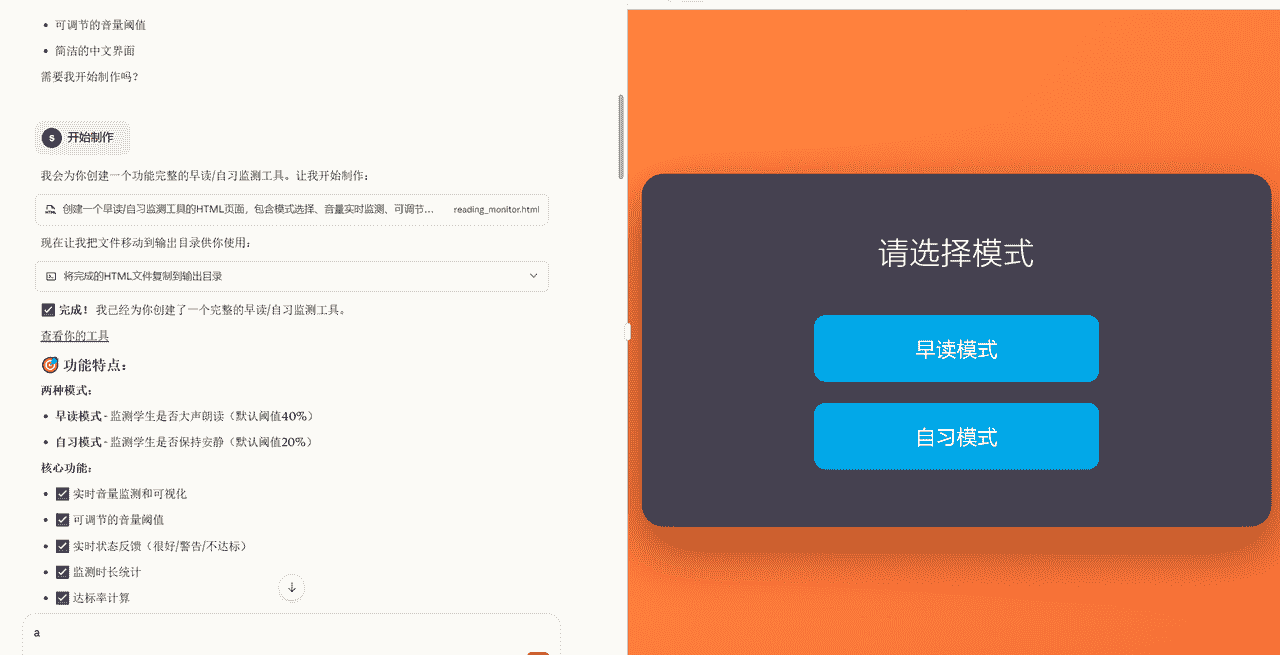 可调节的音量阈值
简洁的中文界面
需要我开始制作吗？
S 开始制作
我会为你创建一个功能完整的早读/自习监测工具。让我开始制作：
创建一个早读/自习监测工具的HTML页面，包含模式选择、音量实时监测、可调节... reading_monitor.html
现在让我把文件移动到输出目录供你使用：
将完成的HTML文件复制到输出目录
完成！ 我已经为你创建了一个完整的早读/自习监测工具。
查看你的工具
功能特点：
两种模式：
早读模式 - 监测学生是否大声朗读（默认阈值40%）
自习模式 - 监测学生是否保持安静（默认阈值20%）
核心功能：
实时音量监测和可视化
可调节的音量阈值
实时状态反馈（很好/警告/不达标）
监测时长统计
达标率计算
a
请选择模式
早读模式
自习模式